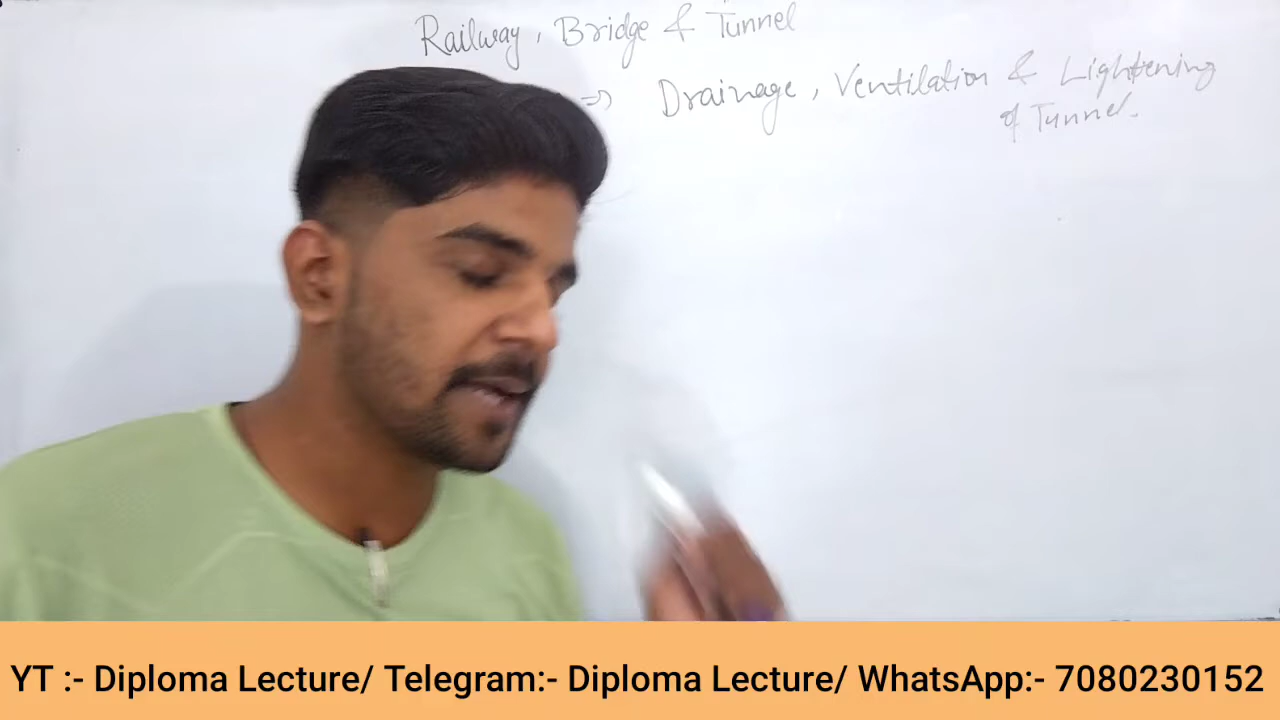 Railway, Bridge & Tunnel
=> Drainage, Ventilation & Lightening
of Tunnel.
YT :- Diploma Lecture/ Telegram:- Diploma Lecture/ WhatsApp:- 7080230152